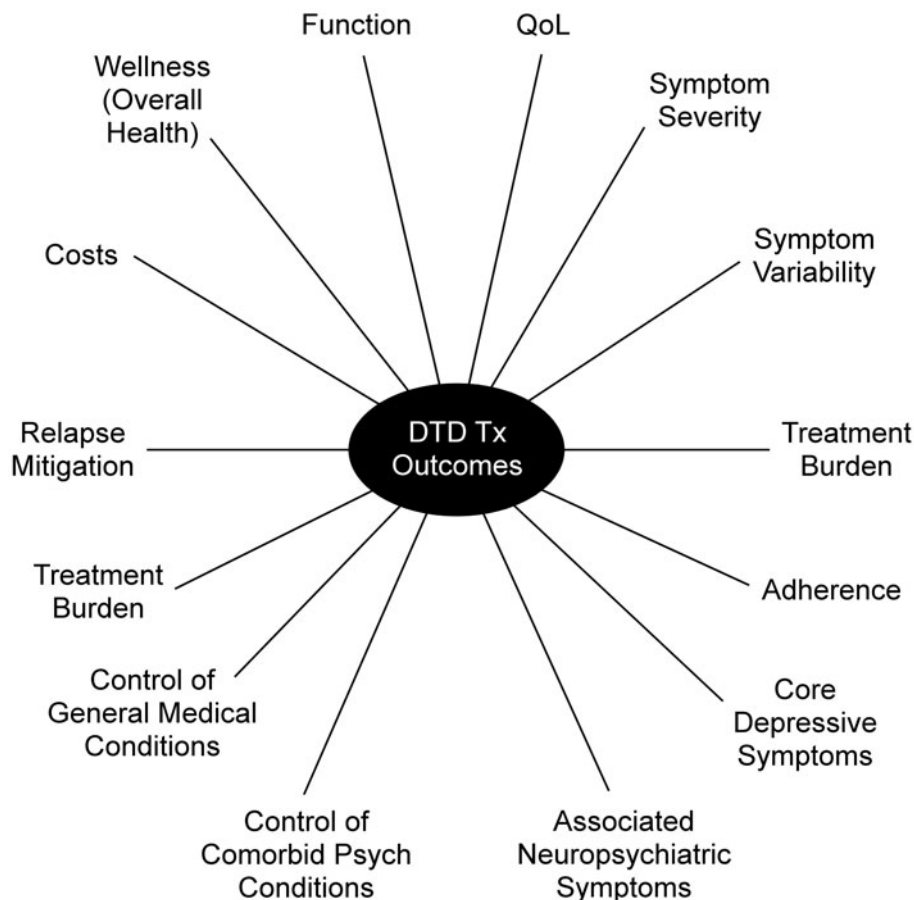 Function
QoL
Wellness
(Overall
Health)
Symptom
Severity
Costs
Symptom
Variability
DTD Tx
Outcomes
Relapse
Mitigation
Treatment
Burden
Treatment
Burden
Adherence
Control of
General Medical
Conditions
Core
Depressive
Symptoms
Control of
Comorbid Psych
Conditions
Associated
Neuropsychiatric
Symptoms